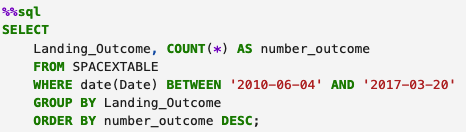 %%sql
SELECT
    Landing_Outcome, COUNT(*) AS number_outcome
    FROM SPACEXTABLE
    WHERE date(Date) BETWEEN '2010-06-04' AND '2017-03-20'
    GROUP BY Landing_Outcome
    ORDER BY number_outcome DESC;